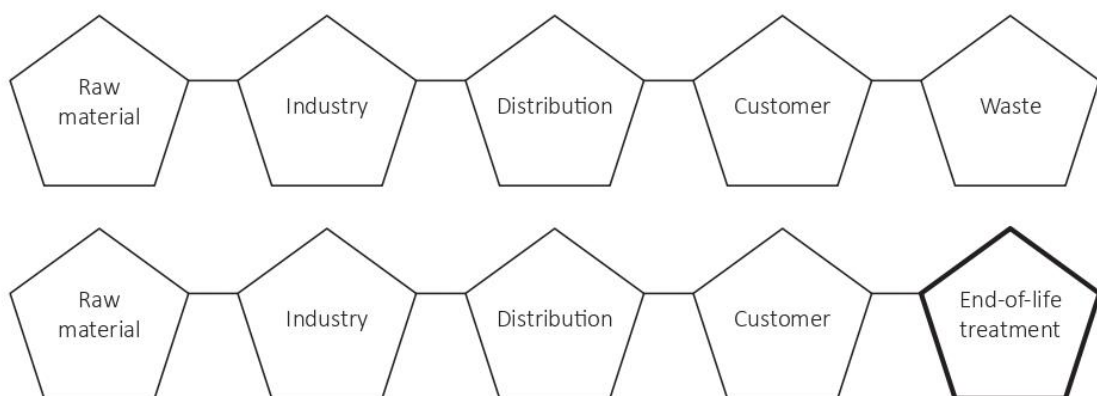 Raw
material
Industry
Distribution
Customer
Waste
Raw
material
Industry
Distribution
Customer
End-of-life
treatment